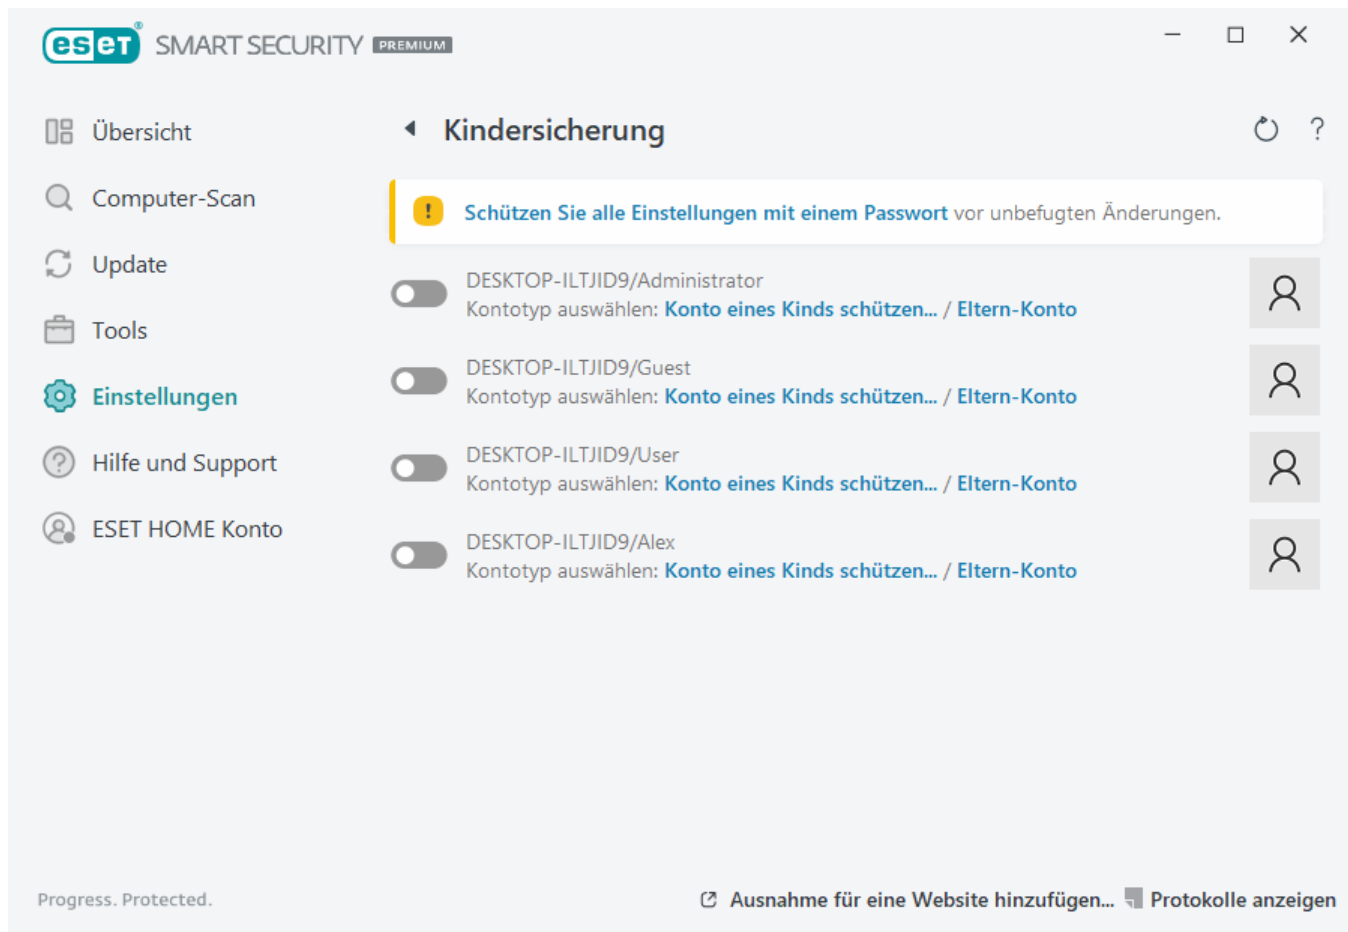 eset® SMART SECURITY PREMIUM
Übersicht
Computer-Scan
Update
Tools
Einstellungen
Hilfe und Support
ESET HOME Konto
Kindersicherung
?
! Schützen Sie alle Einstellungen mit einem Passwort vor unbefugten Änderungen.
DESKTOP-ILTJID9/Administrator
Kontotyp auswählen: Konto eines Kinds schützen... / Eltern-Konto
DESKTOP-ILTJID9/Guest
Kontotyp auswählen: Konto eines Kinds schützen... / Eltern-Konto
DESKTOP-ILTJID9/User
Kontotyp auswählen: Konto eines Kinds schützen... / Eltern-Konto
DESKTOP-ILTJID9/Alex
Kontotyp auswählen: Konto eines Kinds schützen... / Eltern-Konto
Progress. Protected.
Ausnahme für eine Website hinzufügen... Protokolle anzeigen